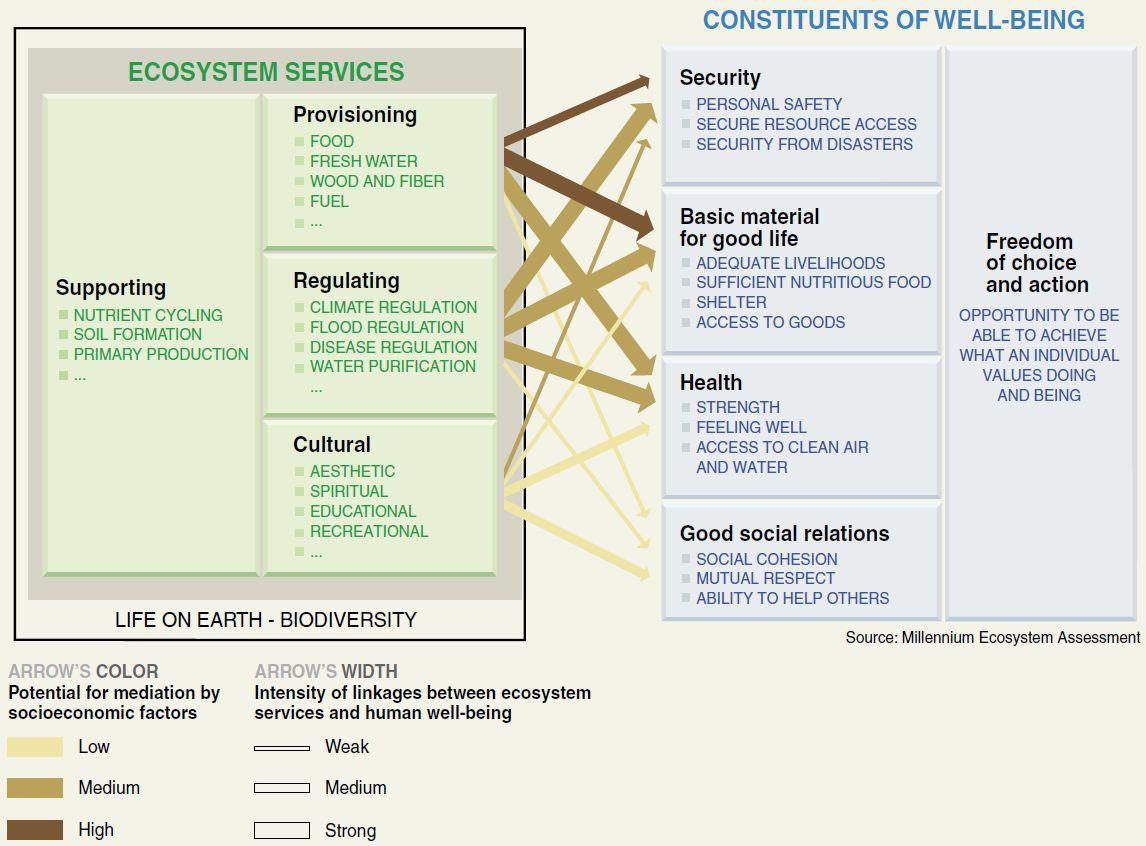 CONSTITUENTS OF WELL-BEING
ECOSYSTEM SERVICES
Supporting
NUTRIENT CYCLING
SOIL FORMATION
PRIMARY PRODUCTION
...
Provisioning
FOOD
FRESH WATER
WOOD AND FIBER
FUEL
...
Regulating
CLIMATE REGULATION
FLOOD REGULATION
DISEASE REGULATION
WATER PURIFICATION
...
Cultural
AESTHETIC
SPIRITUAL
EDUCATIONAL
RECREATIONAL
...
LIFE ON EARTH - BIODIVERSITY
Security
PERSONAL SAFETY
SECURE RESOURCE ACCESS
SECURITY FROM DISASTERS
Basic material
for good life
ADEQUATE LIVELIHOODS
SUFFICIENT NUTRITIOUS FOOD
SHELTER
ACCESS TO GOODS
Health
STRENGTH
FEELING WELL
ACCESS TO CLEAN AIR
AND WATER
Good social relations
SOCIAL COHESION
MUTUAL RESPECT
ABILITY TO HELP OTHERS
Freedom
of choice
and action
OPPORTUNITY TO BE
ABLE TO ACHIEVE
WHAT AN INDIVIDUAL
VALUES DOING
AND BEING
Source: Millennium Ecosystem Assessment
ARROW'S COLOR
Potential for mediation by
socioeconomic factors
Low
Medium
High
ARROW'S WIDTH
Intensity of linkages between ecosystem
services and human well-being
Weak
Medium
Strong